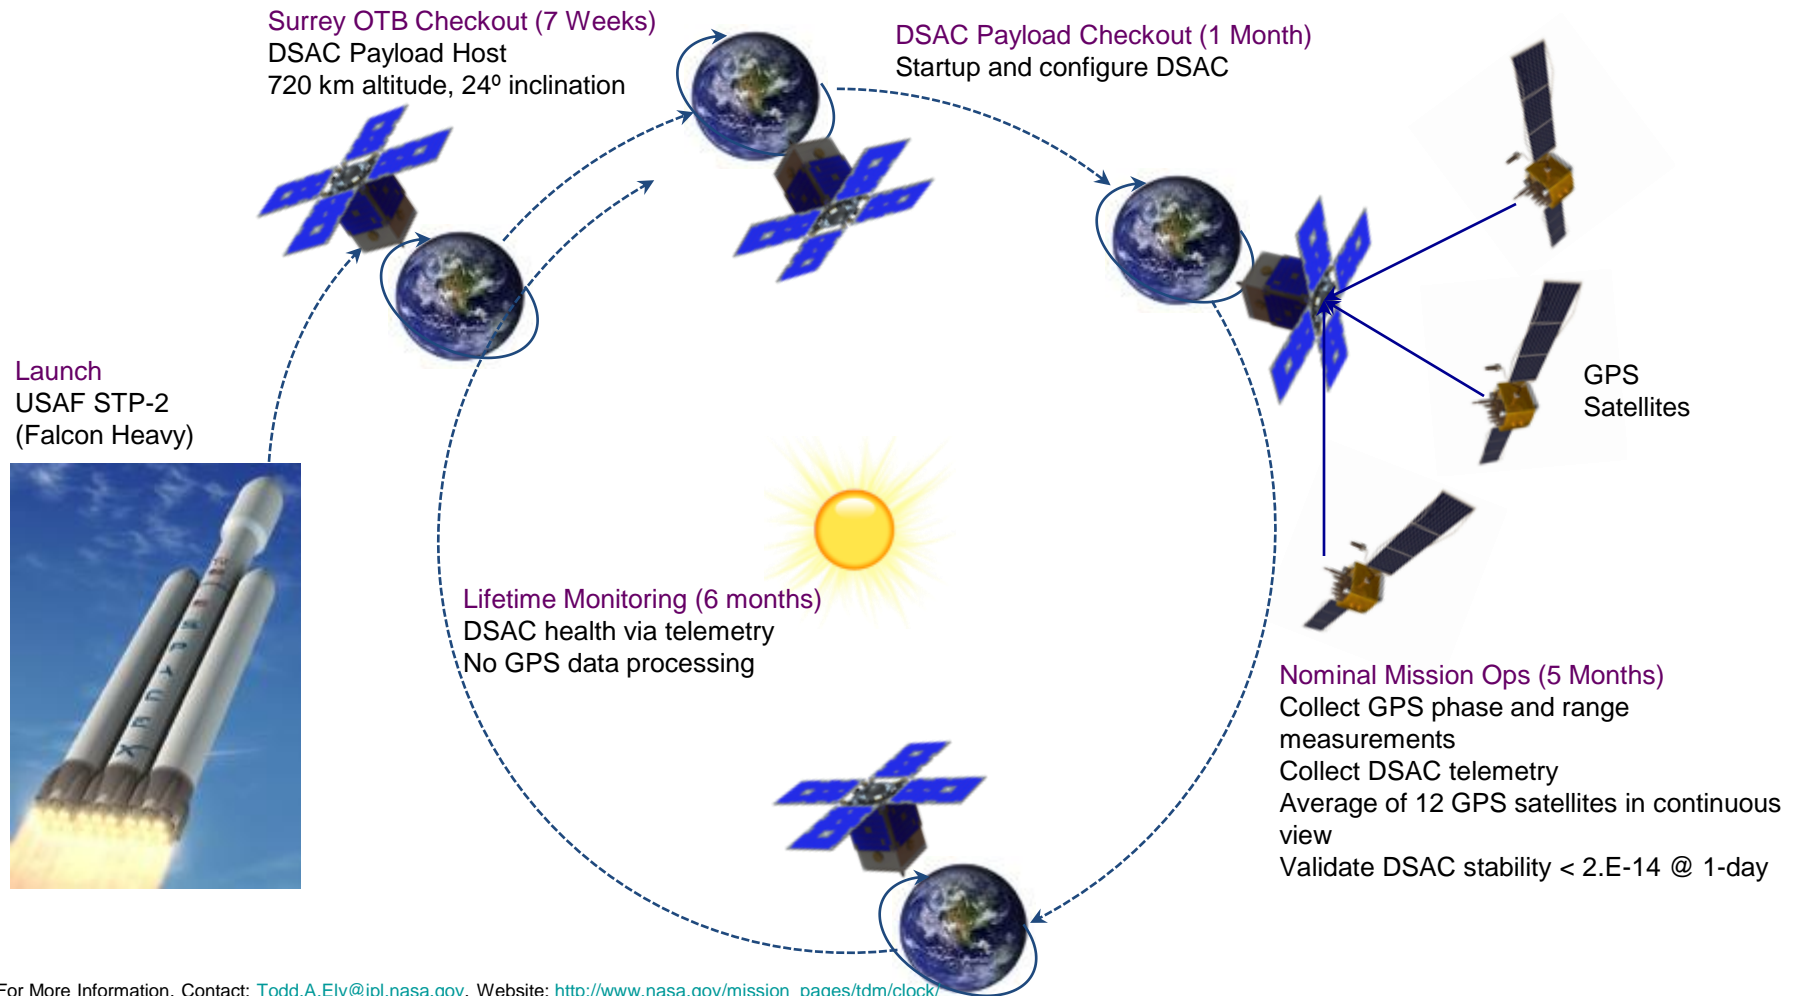 Surrey OTB Checkout (7 Weeks)
DSAC Payload Host
720 km altitude, 24º inclination
DSAC Payload Checkout (1 Month)
Startup and configure DSAC
Launch
USAF STP-2
(Falcon Heavy)
GPS
Satellites
SPACEX
Lifetime Monitoring (6 months)
DSAC health via telemetry
No GPS data processing
Nominal Mission Ops (5 Months)
Collect GPS phase and range
measurements
Collect DSAC telemetry
Average of 12 GPS satellites in continuous
view
Validate DSAC stability < 2.E-14 @ 1-day
For More Information, Contact: Todd.A.Ely@jpl.nasa.gov, Website: http://www.nasa.gov/mission_pages/tdm/clock/